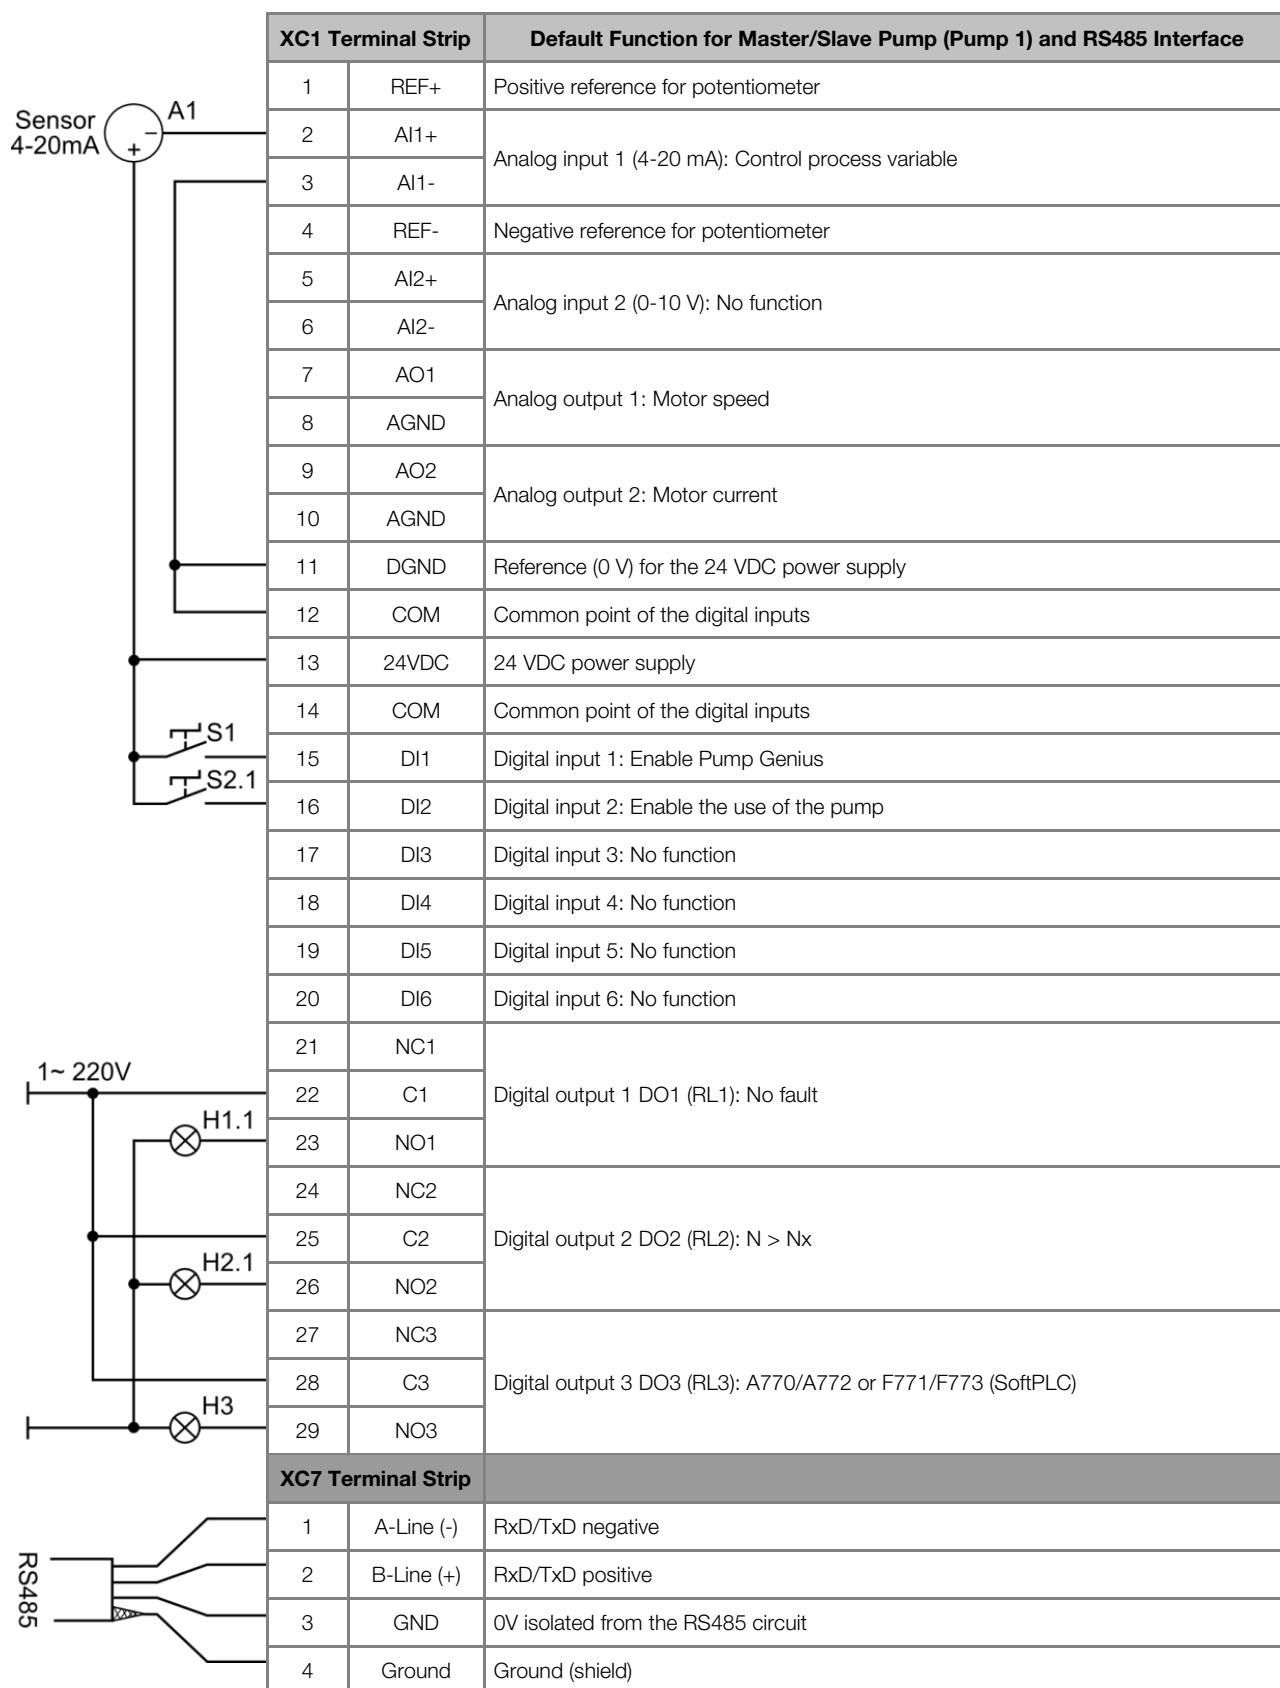 XC1 Terminal Strip Default Function for Master/Slave Pump (Pump 1) and RS485 Interface
1 REF+ Positive reference for potentiometer
Sensor
4-20mA
A1
+
−
2 AI1+
Analog input 1 (4-20 mA): Control process variable
3 AI1-
4 REF- Negative reference for potentiometer
5 AI2+
Analog input 2 (0-10 V): No function
6 AI2-
7 AO1
Analog output 1: Motor speed
8 AGND
9 AO2
Analog output 2: Motor current
10 AGND
11 DGND Reference (0 V) for the 24 VDC power supply
12 COM Common point of the digital inputs
13 24VDC 24 VDC power supply
14 COM Common point of the digital inputs
S1
15 DI1 Digital input 1: Enable Pump Genius
S2.1
16 DI2 Digital input 2: Enable the use of the pump
17 DI3 Digital input 3: No function
18 DI4 Digital input 4: No function
19 DI5 Digital input 5: No function
20 DI6 Digital input 6: No function
21 NC1
1~ 220V
22 C1 Digital output 1 DO1 (RL1): No fault
H1.1
23 NO1
24 NC2
25 C2 Digital output 2 DO2 (RL2): N > Nx
H2.1
26 NO2
27 NC3
28 C3 Digital output 3 DO3 (RL3): A770/A772 or F771/F773 (SoftPLC)
H3
29 NO3
XC7 Terminal Strip
1 A-Line (-) RxD/TxD negative
RS485
2 B-Line (+) RxD/TxD positive
3 GND 0V isolated from the RS485 circuit
4 Ground Ground (shield)